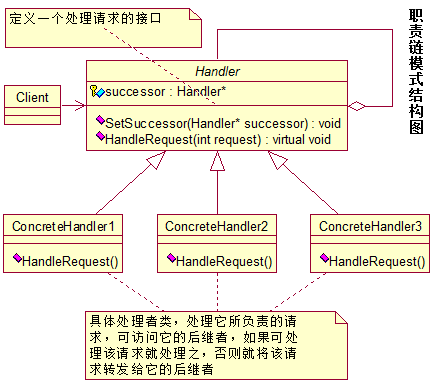 定义一个处理请求的接口
职责链模式结构图
Handler
successor : Handler*
SetSuccessor(Handler* successor) : void
HandleRequest(int request) : virtual void
Client
ConcreteHandler1
HandleRequest()
ConcreteHandler2
HandleRequest()
ConcreteHandler3
HandleRequest()
具体处理者类，处理它所负责的请
求，可访问它的后继者，如果可处
理该请求就处理之，否则就将该请
求转发给它的后继者